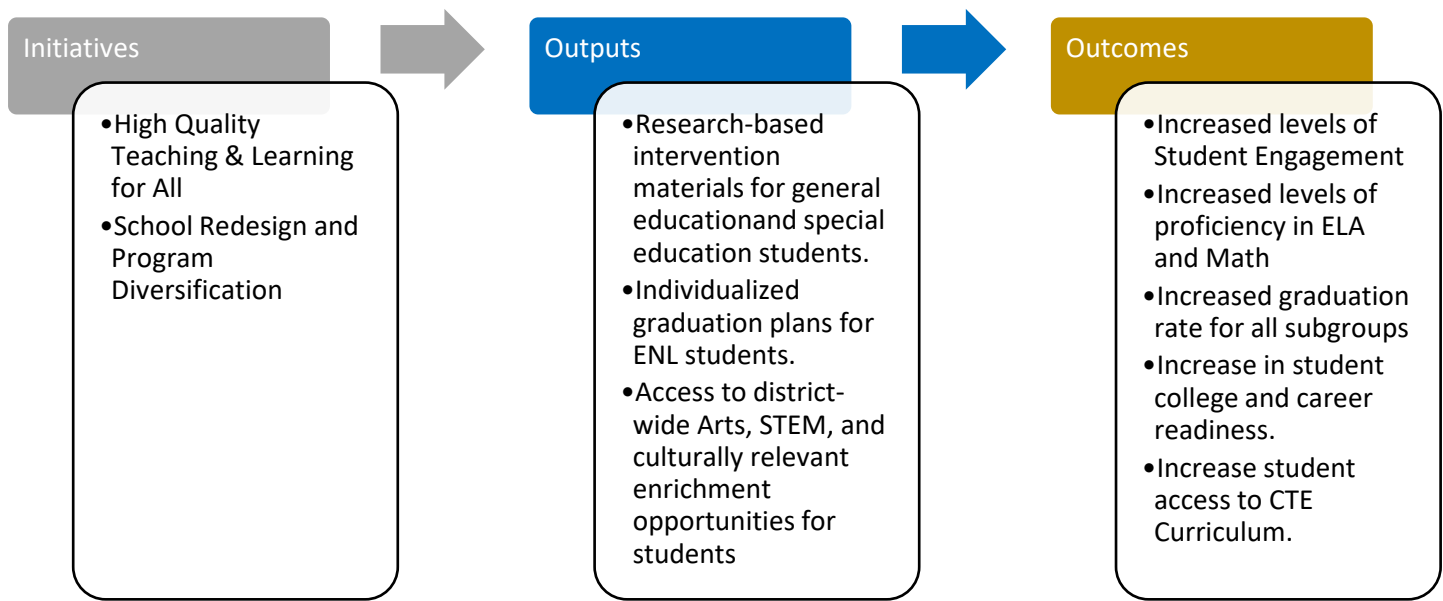 Initiatives
•High Quality
Teaching & Learning
for All
•School Redesign and
Program
Diversification
Outputs
•Research-based
intervention
materials for general
educationand special
education students.
•Individualized
graduation plans for
ENL students.
•Access to district-
wide Arts, STEM, and
culturally relevant
enrichment
opportunities for
students
Outcomes
•Increased levels of
Student Engagement
•Increased levels of
proficiency in ELA
and Math
•Increased graduation
rate for all subgroups
•Increase in student
college and career
readiness.
•Increase student
access to CTE
Curriculum.